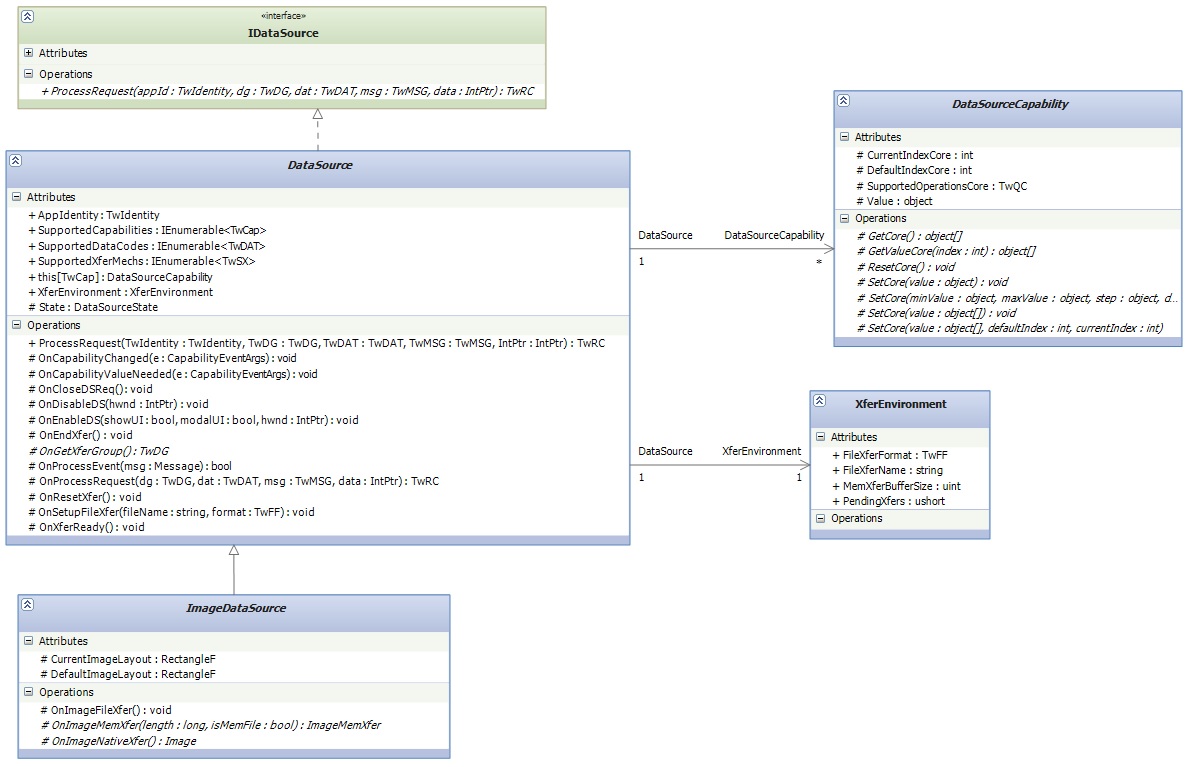 «interface»
IDataSource
Attributes
Operations
+ ProcessRequest(appId : TwIdentity, dg : TwDG, dat : TwDAT, msg : TwMSG, data : IntPtr) : TwRC
DataSource
Attributes
+ AppIdentity : TwIdentity
+ SupportedCapabilities : IEnumerable<TwCap>
+ SupportedDataCodes : IEnumerable<TwDAT>
+ SupportedXferMechs : IEnumerable<TwSX>
+ this[TwCap] : DataSourceCapability
+ XferEnvironment : XferEnvironment
# State : DataSourceState
Operations
+ ProcessRequest(TwIdentity : TwIdentity, TwDG : TwDG, TwDAT : TwDAT, TwMSG : TwMSG, IntPtr : IntPtr) : TwRC
# OnCapabilityChanged(e : CapabilityEventArgs) : void
# OnCapabilityValueNeeded(e : CapabilityEventArgs) : void
# OnCloseDSReq() : void
# OnDisableDS(hwnd : IntPtr) : void
# OnEnableDS(showUI : bool, modalUI : bool, hwnd : IntPtr) : void
# OnEndXfer() : void
# OnGetXferGroup() : TwDG
# OnProcessEvent(msg : Message) : bool
# OnProcessRequest(dg : TwDG, dat : TwDAT, msg : TwMSG, data : IntPtr) : TwRC
# OnResetXfer() : void
# OnSetupFileXfer(fileName : string, format : TwFF) : void
# OnXferReady() : void
DataSource DataSourceCapability
1 *
DataSourceCapability
Attributes
# CurrentIndexCore : int
# DefaultIndexCore : int
# SupportedOperationsCore : TwQC
# Value : object
Operations
# GetCore() : object[]
# GetValueCore(index : int) : object[]
# ResetCore() : void
# SetCore(value : object) : void
# SetCore(minValue : object, maxValue : object, step : object, d...
# SetCore(value : object[]) : void
# SetCore(value : object[], defaultIndex : int, currentIndex : int)
DataSource XferEnvironment
1 1
XferEnvironment
Attributes
+ FileXferFormat : TwFF
+ FileXferName : string
+ MemXferBufferSize : uint
+ PendingXfers : ushort
Operations
ImageDataSource
Attributes
# CurrentImageLayout : RectangleF
# DefaultImageLayout : RectangleF
Operations
# OnImageFileXfer() : void
# OnImageMemXfer(length : long, isMemFile : bool) : ImageMemXfer
# OnImageNativeXfer() : Image